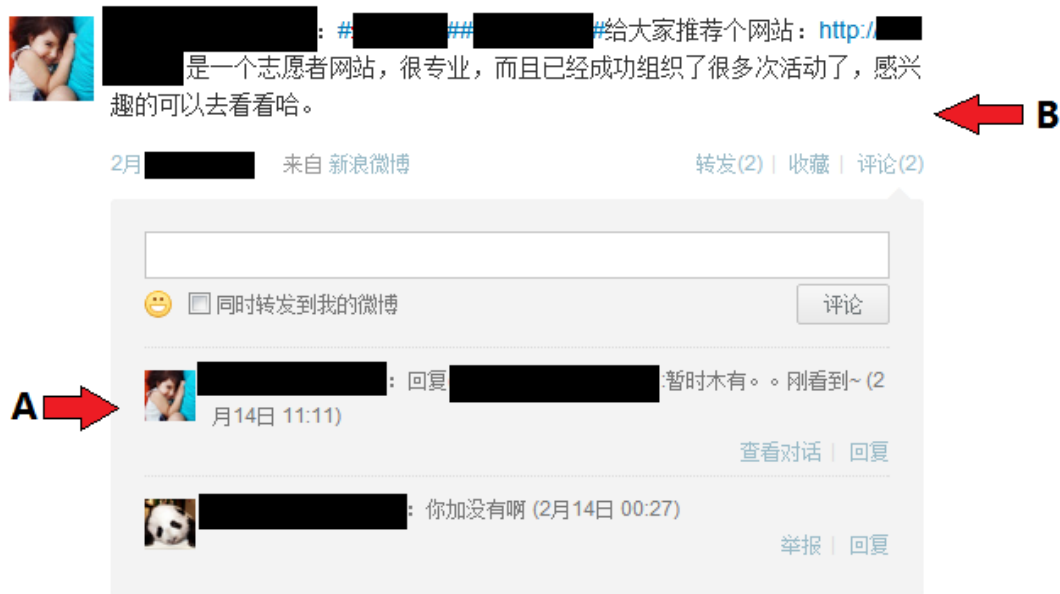 ：# ## #给大家推荐个网站：http:/
是一个志愿者网站，很专业，而且已经成功组织了很多次活动了，感兴
趣的可以去看看哈。
B
2月 来自 新浪微博 转发(2) | 收藏 | 评论(2)
同时转发到我的微博 评论
：回复 :暂时木有。。刚看到~ (2
A
月14日 11:11)
查看对话 | 回复
：你加没有啊 (2月14日 00:27)
举报 | 回复